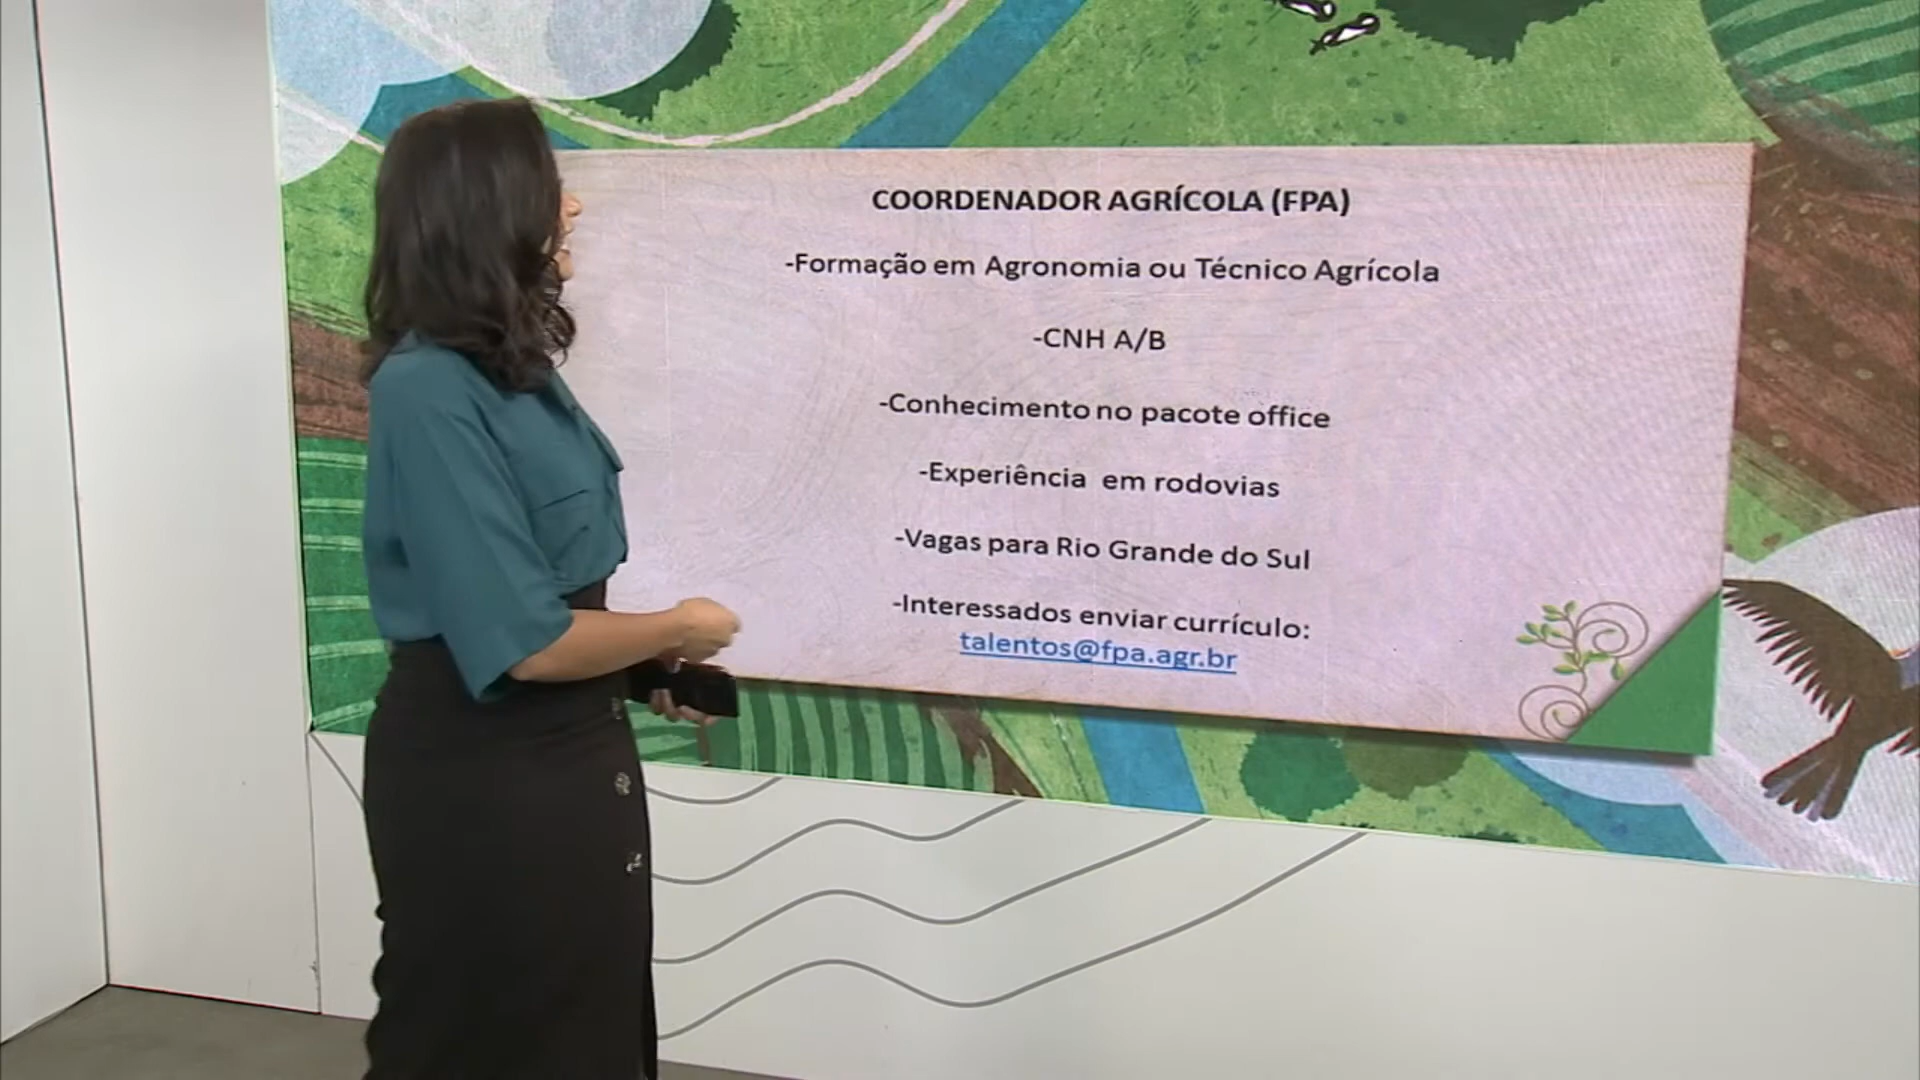 COORDENADOR AGRÍCOLA (FPA)
-Formação em Agronomia ou Técnico Agrícola
-CNH A/B
-Conhecimento no pacote office
-Experiência em rodovias
-Vagas para Rio Grande do Sul
-Interessados enviar currículo:
talentos@fpa.agr.br